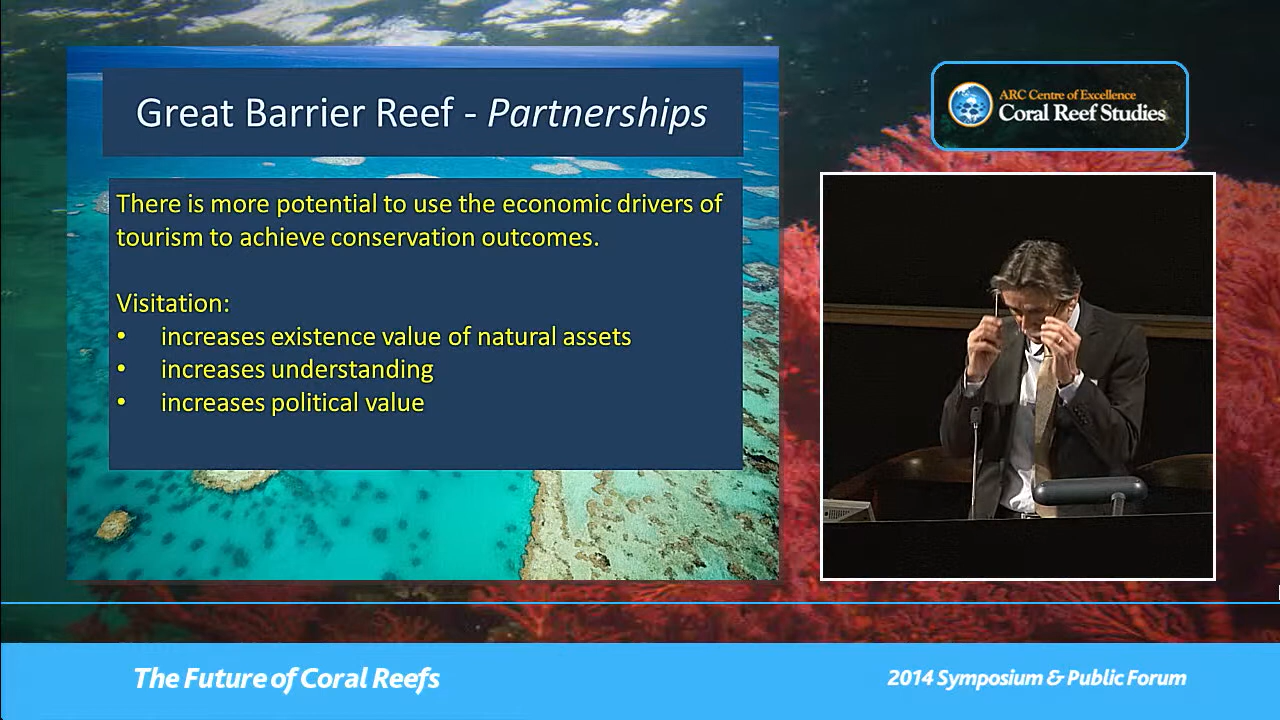 Great Barrier Reef - Partnerships
There is more potential to use the economic drivers of
tourism to achieve conservation outcomes.
Visitation:
• increases existence value of natural assets
• increases understanding
• increases political value
ARC Centre of Excellence
Coral Reef Studies
The Future of Coral Reefs
2014 Symposium & Public Forum